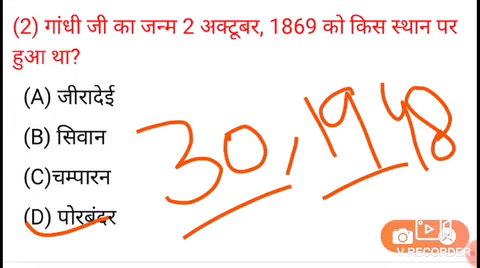 (2) गांधी जी का जन्म 2 अक्टूबर, 1869 को किस स्थान पर
हुआ था?
(A) जीरादेई
(B) सिवान
(C)चम्पारन
(D) पोरबंदर
30, 1948
V RECORDER